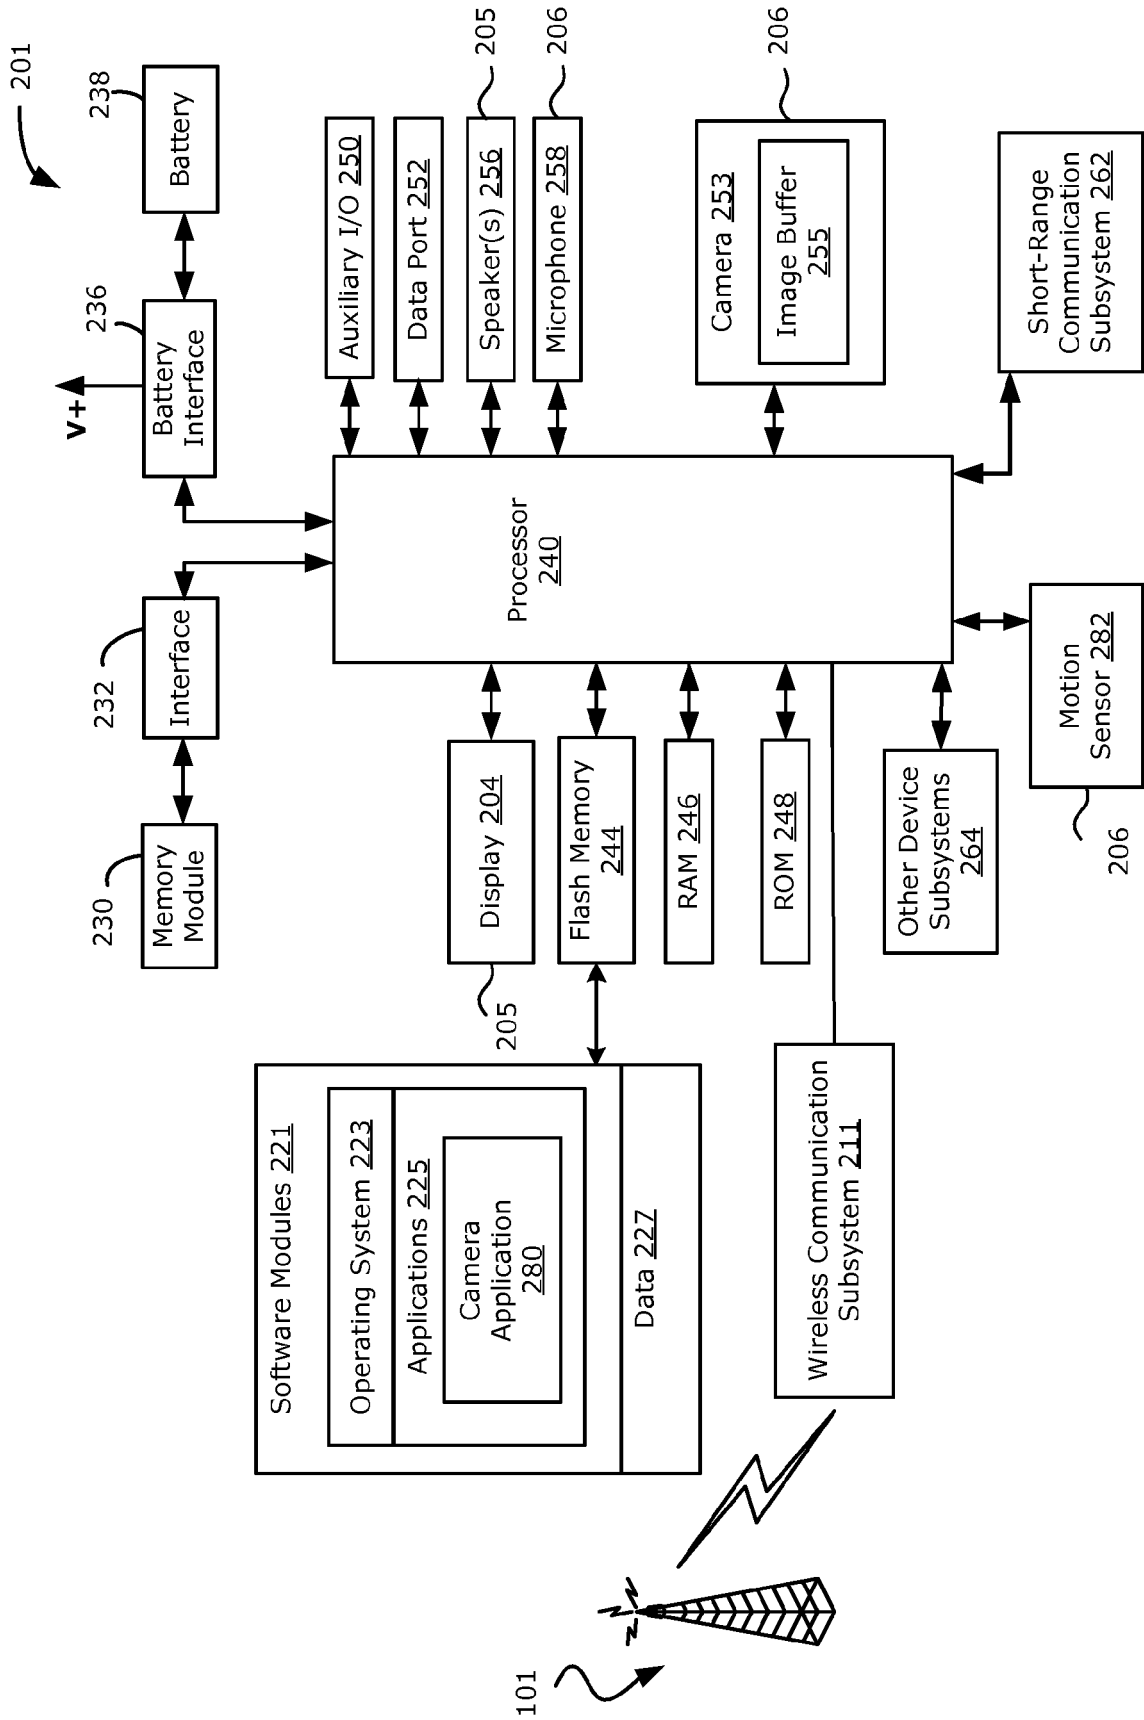 201
230
232
V+
236
238
Memory
Module
Interface
Battery
Interface
Battery
Software Modules 221
Operating System 223
Applications 225
Camera
Application
280
Data 227
205
Display 204
Flash Memory
244
RAM 246
ROM 248
Processor
240
Auxiliary I/O 250
Data Port 252
Speaker(s) 256
205
Microphone 258
206
Camera 253
Image Buffer
255
206
101
Wireless Communication
Subsystem 211
Other Device
Subsystems
264
Motion
Sensor 282
206
Short-Range
Communication
Subsystem 262